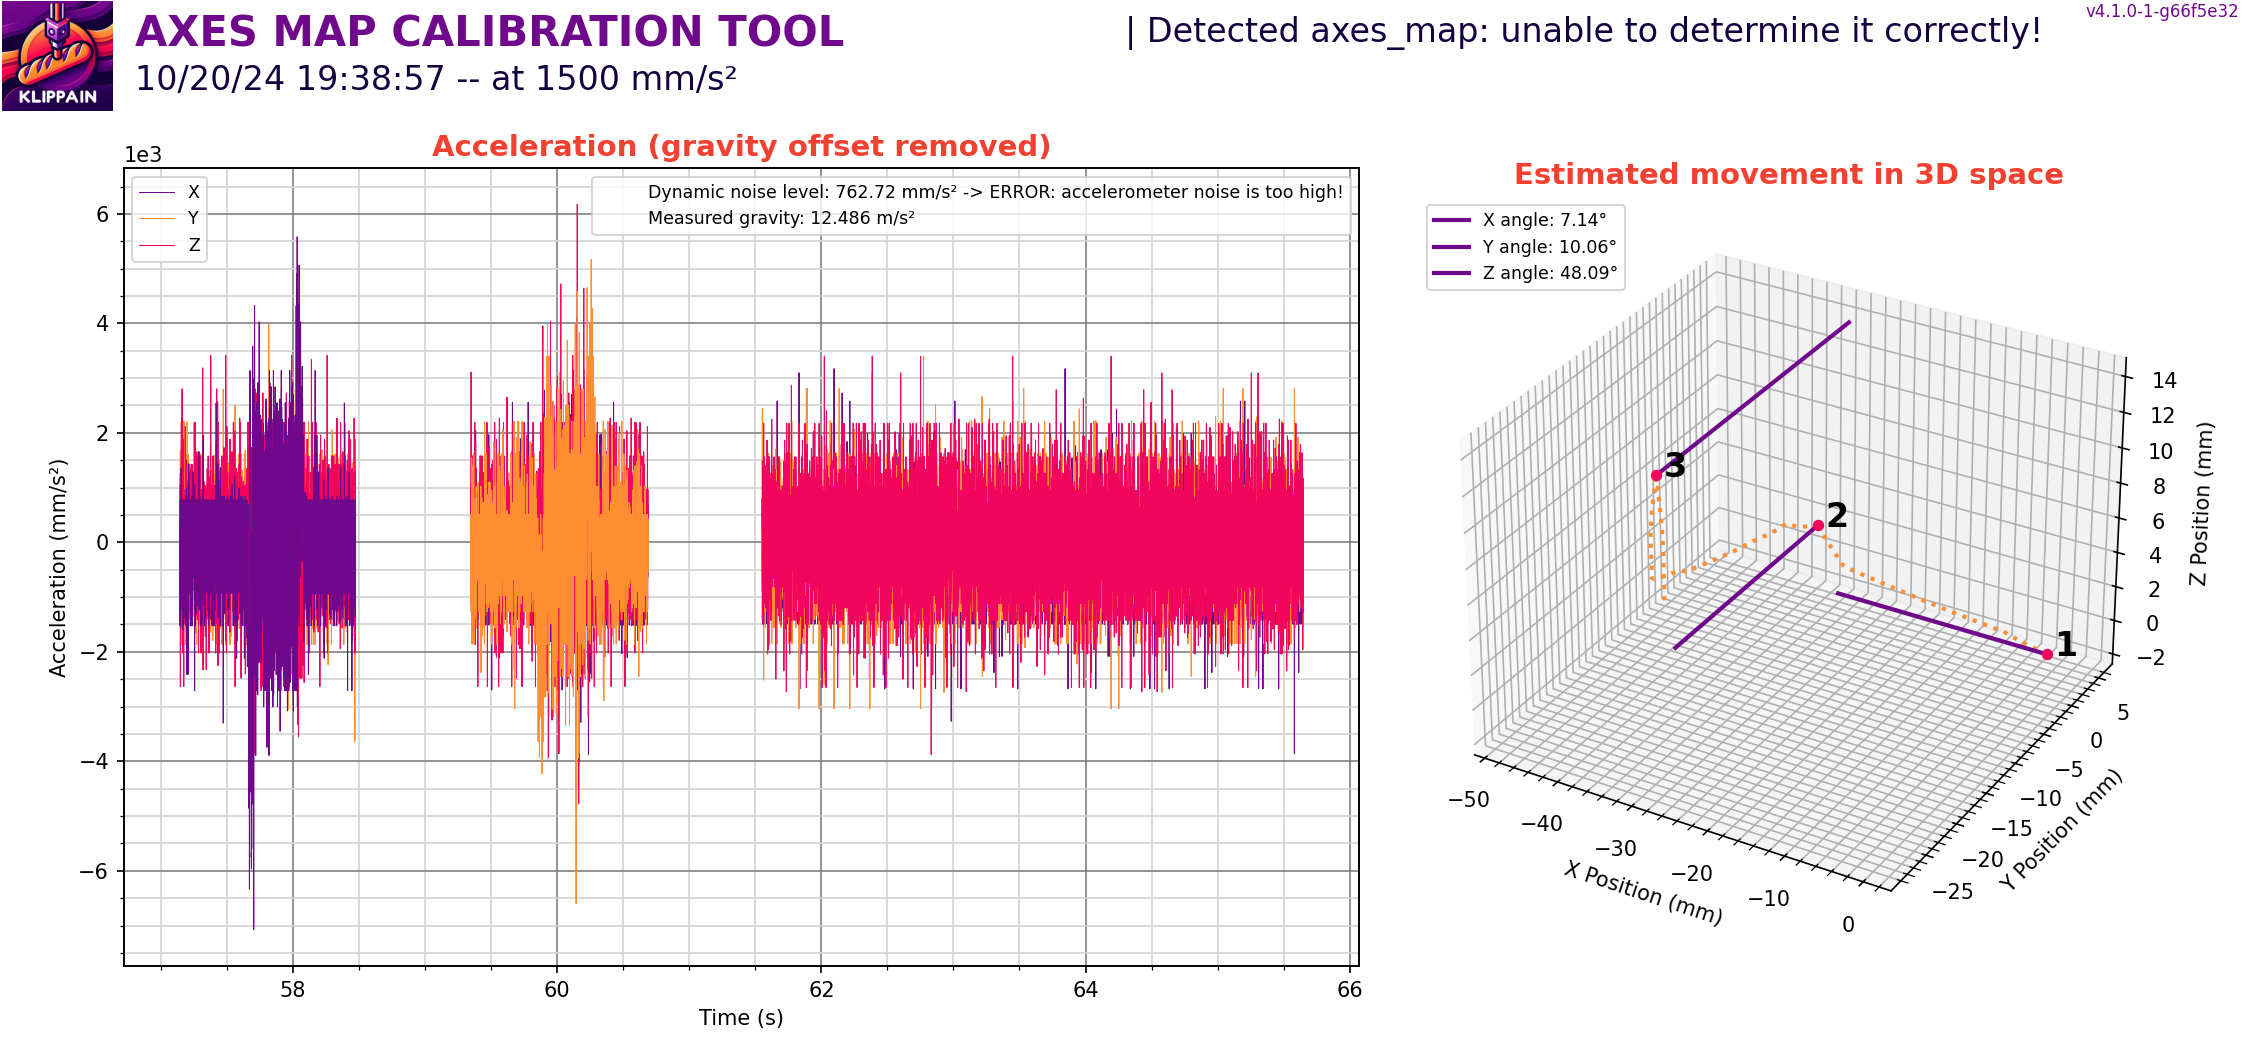 KLIPPAIN
AXES MAP CALIBRATION TOOL
10/20/24 19:38:57 -- at 1500 mm/s²
| Detected axes_map: unable to determine it correctly!
v4.1.0-1-g66f5e32
Acceleration (gravity offset removed)
1e3
X
Y
Z
Dynamic noise level: 762.72 mm/s² -> ERROR: accelerometer noise is too high!
Measured gravity: 12.486 m/s²
Acceleration (mm/s²)
6
4
2
0
−2
−4
−6
58
60
62
64
66
Time (s)
Estimated movement in 3D space
X angle: 7.14°
Y angle: 10.06°
Z angle: 48.09°
3
2
1
14
12
10
8
6
4
2
0
−2
Z Position (mm)
5
0
−5
−10
−15
−20
−25
Y Position (mm)
−50
−40
−30
−20
−10
0
X Position (mm)